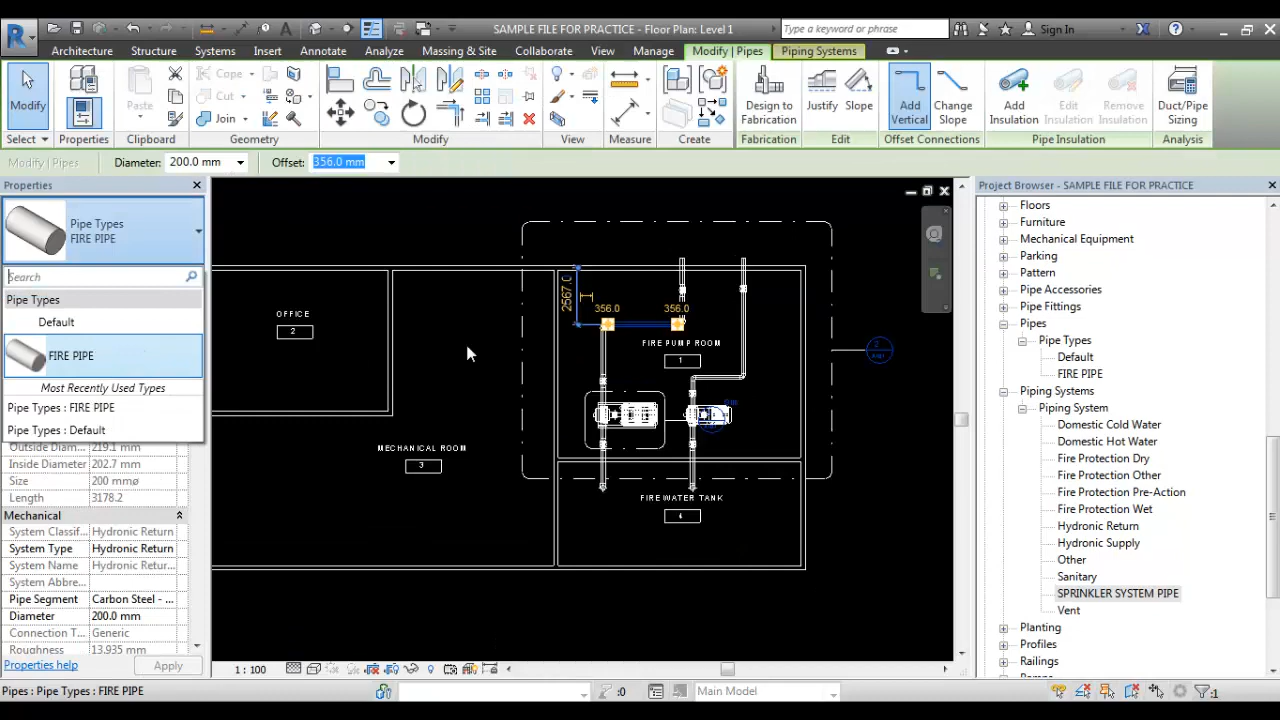 SAMPLE FILE FOR PRACTICE - Floor Plan: Level 1
Type a keyword or phrase
Sign In
Architecture Structure Systems Insert Annotate Analyze Massing & Site Collaborate View Manage Modify | Pipes Piping Systems
Modify
Paste
Cope
Cut
Join
Design to Fabrication
Justify
Slope
Add Vertical
Change Slope
Add Insulation
Edit Insulation
Remove Insulation
Duct/Pipe Sizing
Select Properties Clipboard Geometry Modify View Measure Create Fabrication Edit Offset Connections Pipe Insulation Analysis
Modify | Pipes Diameter: 200.0 mm Offset: 356.0 mm
Properties
Pipe Types
FIRE PIPE
Search
Pipe Types
Default
FIRE PIPE
Most Recently Used Types
Pipe Types : FIRE PIPE
Pipe Types : Default
Outside Diam... 219.1 mm
Inside Diameter 202.7 mm
Size 200 mmø
Length 3178.2
Mechanical
System Classif... Hydronic Return
System Type Hydronic Return
System Name Hydronic Retur...
System Abbre...
Pipe Segment Carbon Steel - ...
Diameter 200.0 mm
Connection T... Generic
Roughness 13.935 mm
Properties help Apply
OFFICE
2
MECHANICAL ROOM
3
2567.0
356.0 356.0
FIRE PUMP ROOM
1
FIRE WATER TANK
4
2
1 : 100
Project Browser - SAMPLE FILE FOR PRACTICE
Floors
Furniture
Mechanical Equipment
Parking
Pattern
Pipe Accessories
Pipe Fittings
Pipes
Pipe Types
Default
FIRE PIPE
Piping Systems
Piping System
Domestic Cold Water
Domestic Hot Water
Fire Protection Dry
Fire Protection Other
Fire Protection Pre-Action
Fire Protection Wet
Hydronic Return
Hydronic Supply
Other
Sanitary
SPRINKLER SYSTEM PIPE
Vent
Planting
Profiles
Railings
Pipes : Pipe Types : FIRE PIPE
:0
Main Model
:1